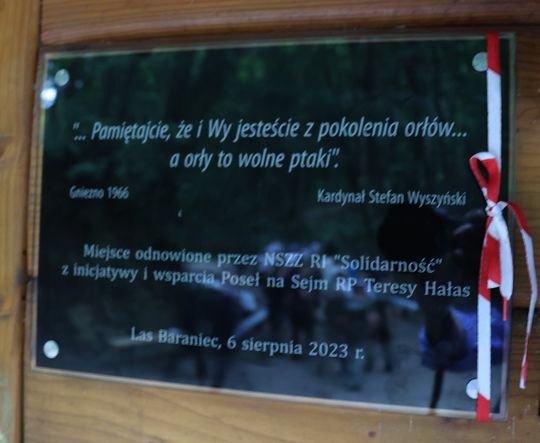 "... Pamiętajcie, że i Wy jesteście z pokolenia orłów...
a orły to wolne ptaki".
Gniezno 1966 Kardynał Stefan Wyszyński
Miejsce odnowione przez NSZZ RI "Solidarność"
z inicjatywy i wsparcia Poseł na Sejm RP Teresy Hałas
Las Baraniec, 6 sierpnia 2023 r.